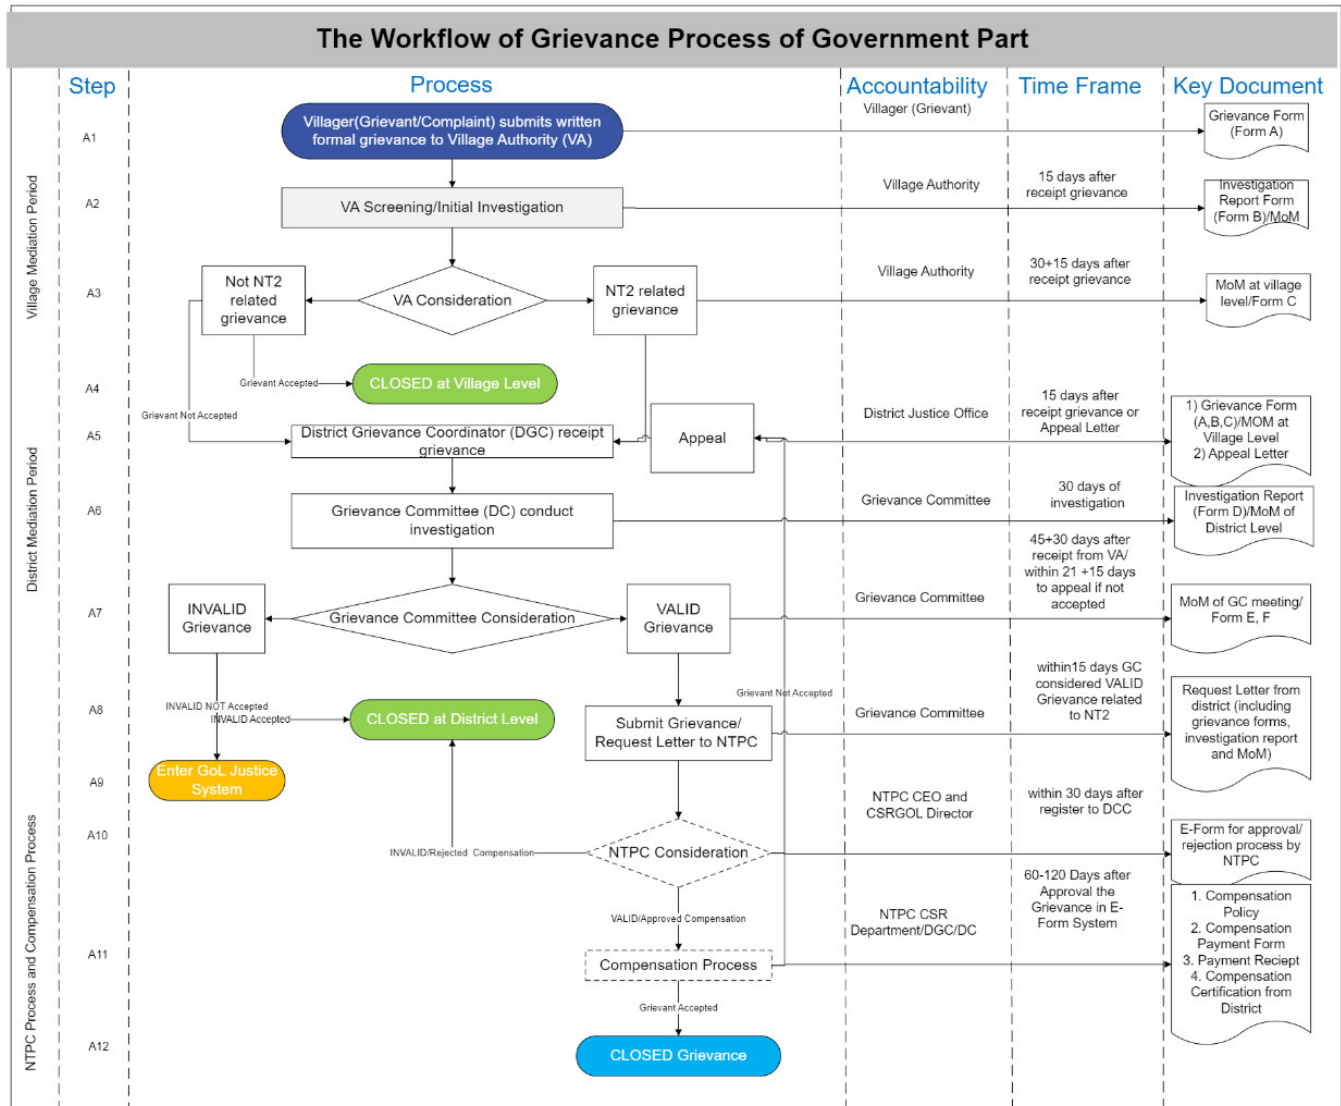 The Workflow of Grievance Process of Government Part
Step
Process
Accountability
Time Frame
Key Document
Village Mediation Period
District Mediation Period
NTPC Process and Compensation Process
A1
Villager(Grievant/Complaint) submits written
formal grievance to Village Authority (VA)
Villager (Grievant)
Grievance Form
(Form A)
A2
VA Screening/Initial Investigation
Village Authority
15 days after
receipt grievance
Investigation
Report Form
(Form B)/MoM
A3
Not NT2
related
grievance
VA Consideration
NT2 related
grievance
Village Authority
30+15 days after
receipt grievance
MoM at village
level/Form C
A4
Grievant Accepted
CLOSED at Village Level
Grievant Not Accepted
A5
District Grievance Coordinator (DGC) receipt
grievance
Appeal
District Justice Office
15 days after
receipt grievance or
Appeal Letter
1) Grievance Form
(A,B,C)/MOM at
Village Level
2) Appeal Letter
A6
Grievance Committee (DC) conduct
investigation
Grievance Committee
30 days of
investigation
Investigation Report
(Form D)/MoM of
District Level
A7
INVALID
Grievance
Grievance Committee Consideration
VALID
Grievance
Grievance Committee
45+30 days after
receipt from VA/
within 21 +15 days
to appeal if not
accepted
MoM of GC meeting/
Form E, F
A8
INVALID NOT Accepted
INVALID Accepted
CLOSED at District Level
Grievant Not Accepted
Submit Grievance/
Request Letter to NTPC
Grievance Committee
within15 days GC
considered VALID
Grievance related
to NT2
Request Letter from
district (including
grievance forms,
investigation report
and MoM)
A9
Enter GoL Justice
System
A10
INVALID/Rejected Compensation
NTPC Consideration
NTPC CEO and
CSRGOL Director
within 30 days after
register to DCC
E-Form for approval/
rejection process by
NTPC
VALID/Approved Compensation
A11
Compensation Process
NTPC CSR
Department/DGC/DC
60-120 Days after
Approval the
Grievance in E-
Form System
1. Compensation
Policy
2. Compensation
Payment Form
3. Payment Reciept
4. Compensation
Certification from
District
Grievant Accepted
A12
CLOSED Grievance